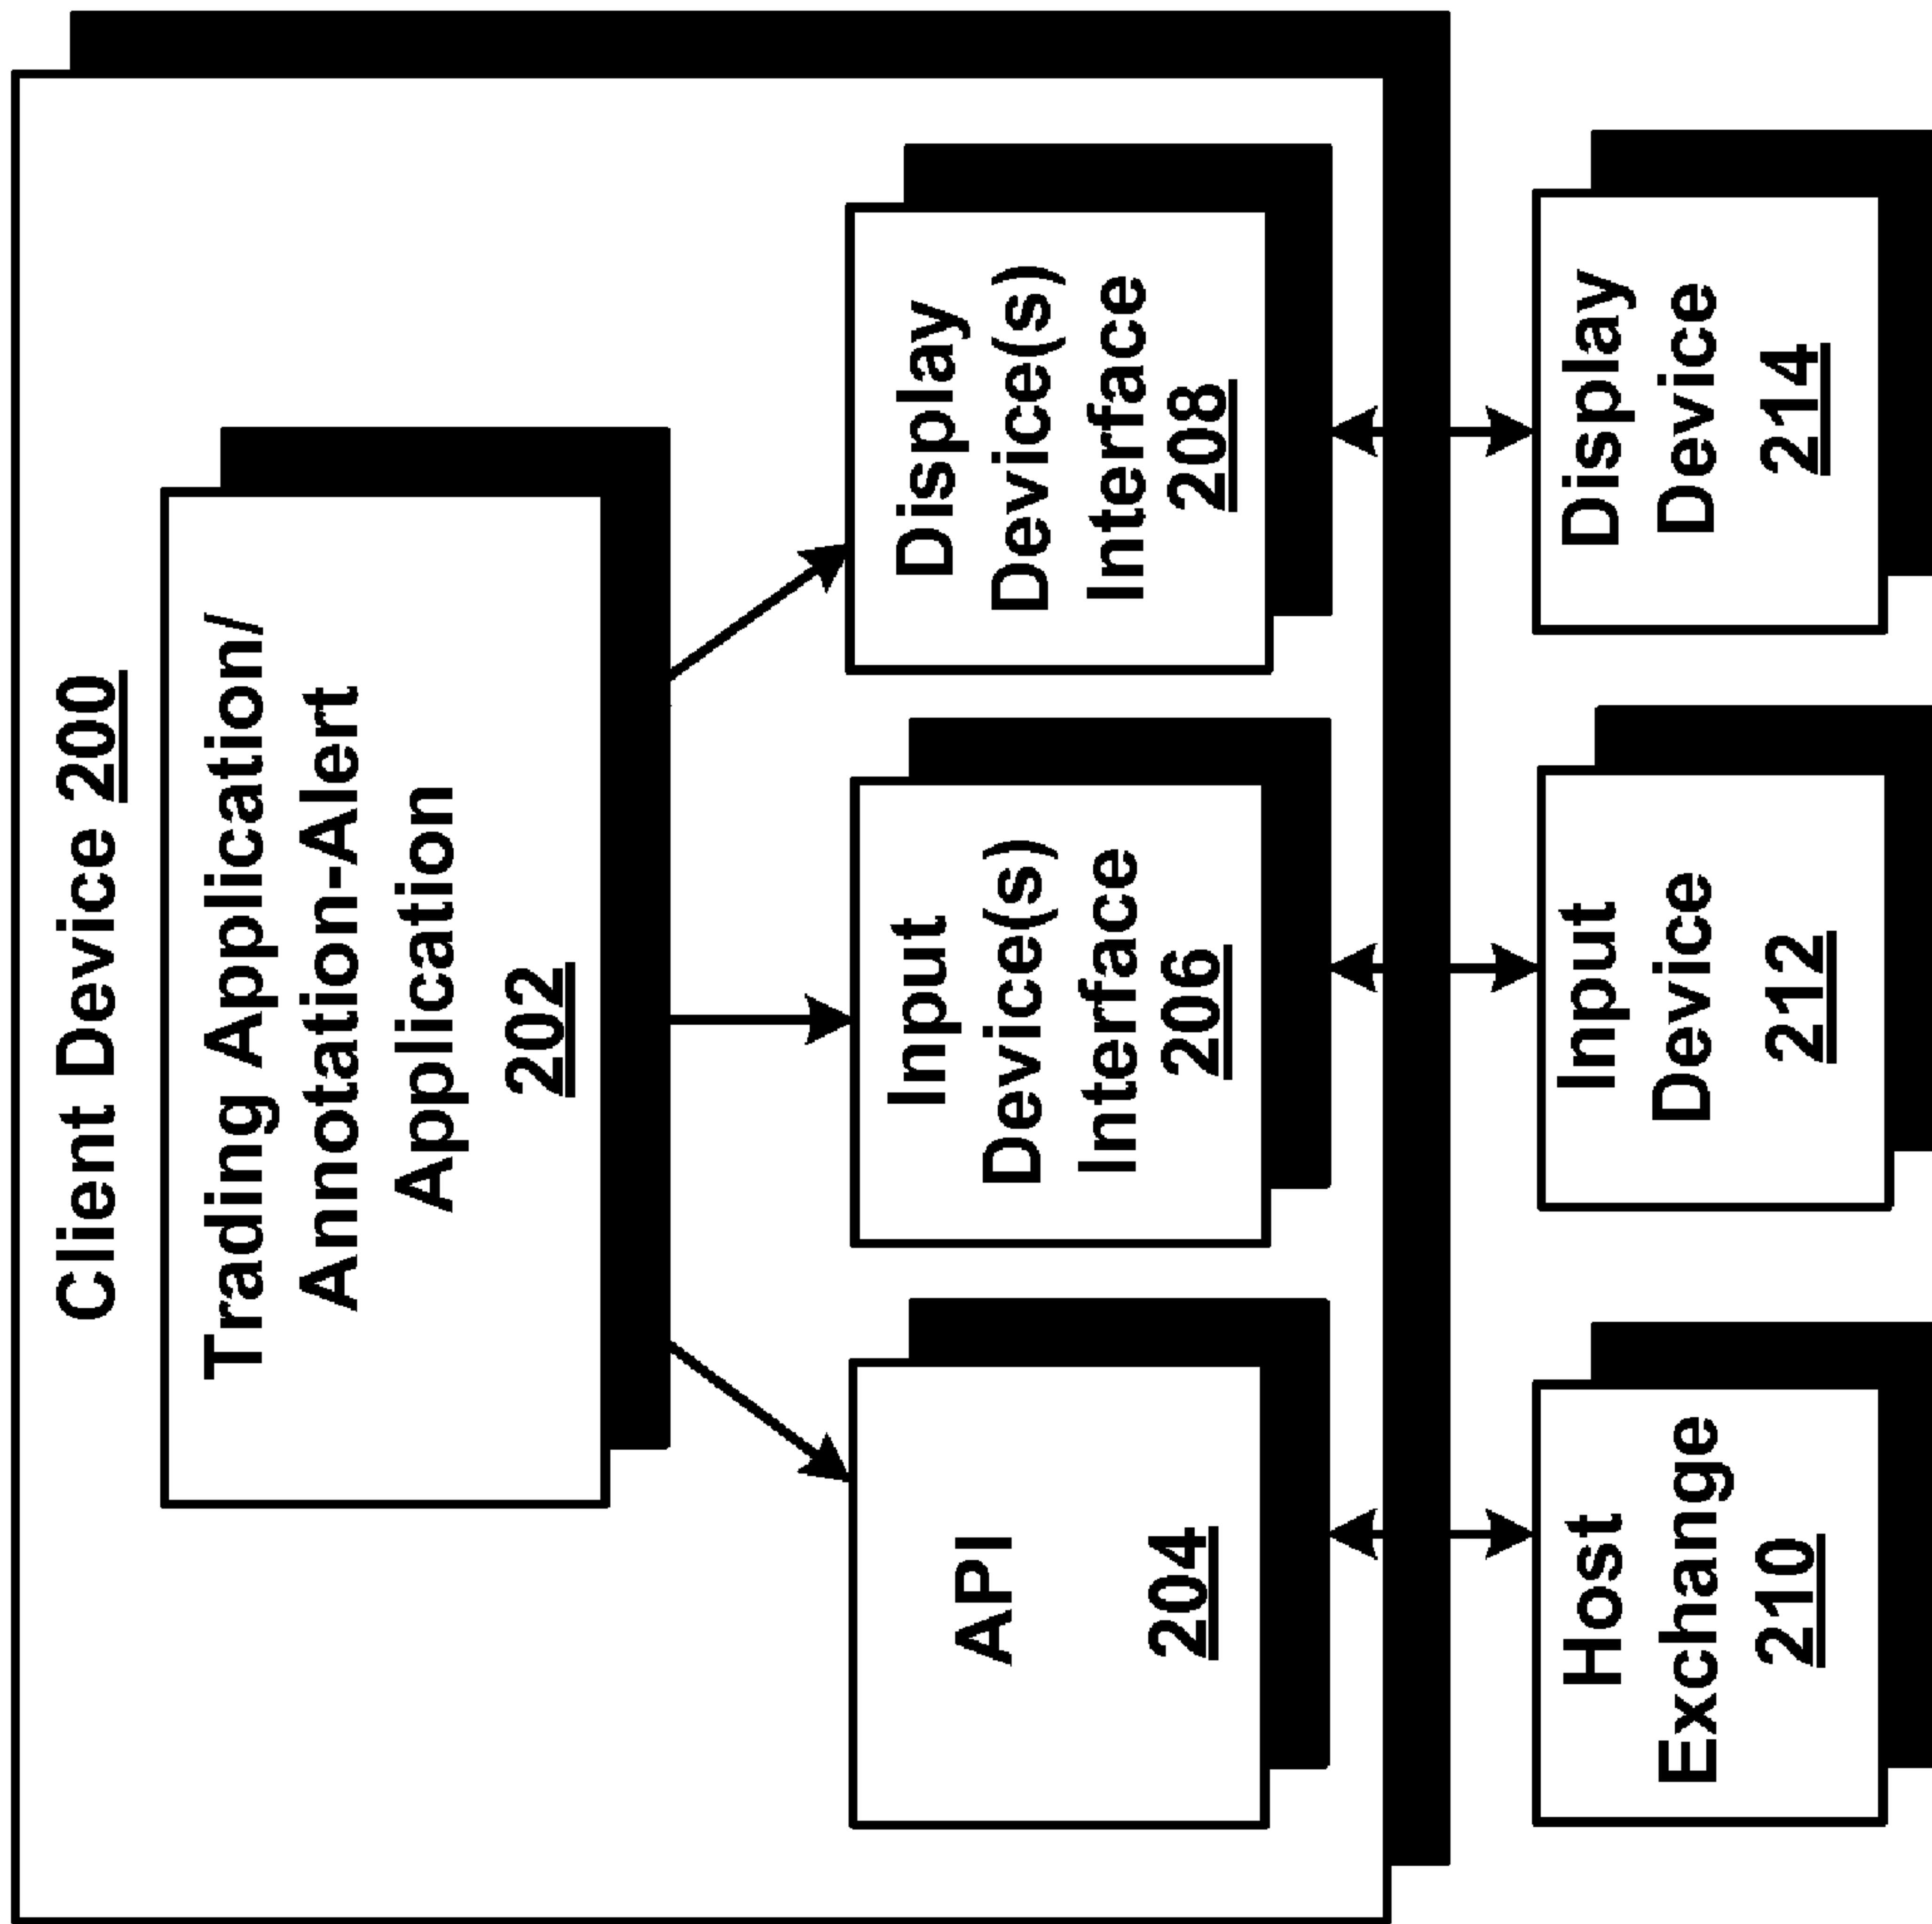 Client Device 200
Trading Application/
Annotation-Alert
Application
202
API
204
Input
Device(s)
Interface
206
Display
Device(s)
Interface
208
Host
Exchange
210
Input
Device
212
Display
Device
214